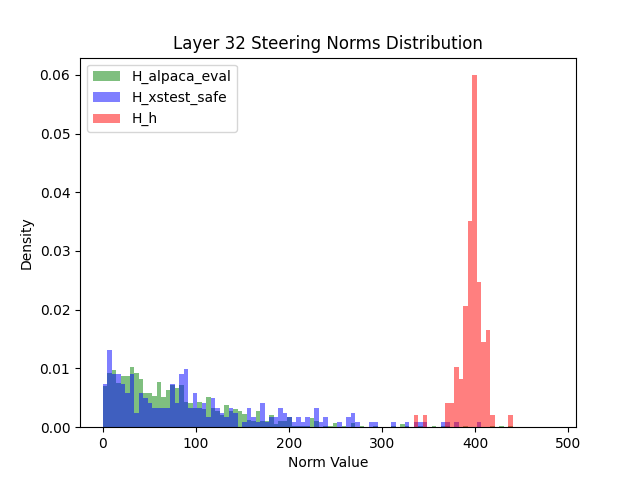 Layer 32 Steering Norms Distribution
H_alpaca_eval
H_xstest_safe
H_h
0.06
0.05
0.04
0.03
0.02
0.01
0.00
Density
0 100 200 300 400 500
Norm Value